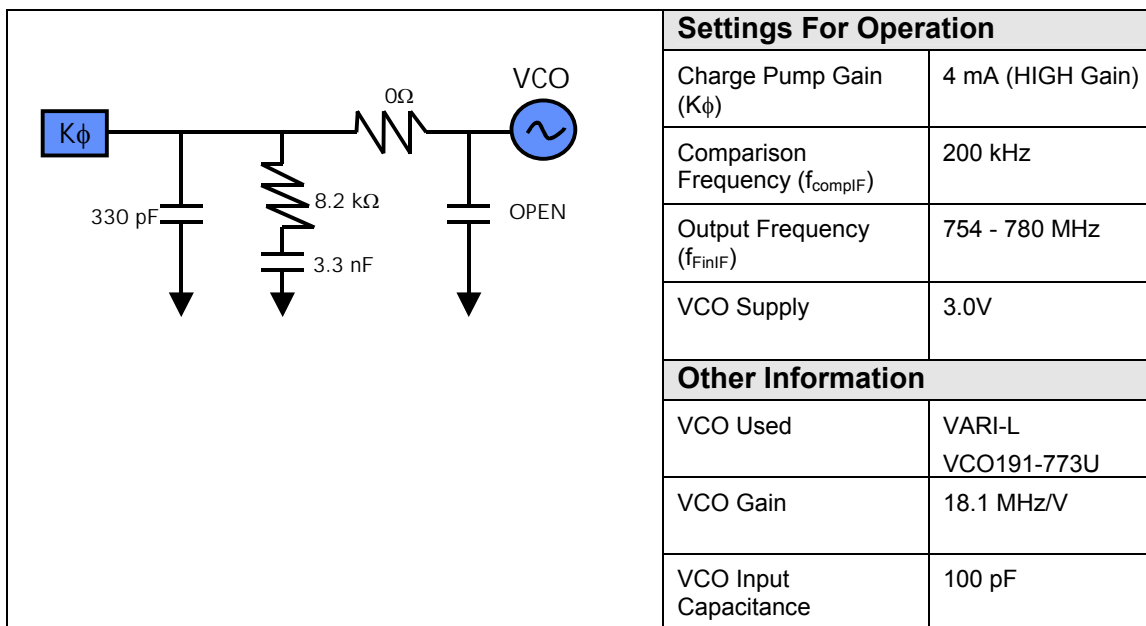 VCO
0Ω
Kϕ
330 pF
8.2 kΩ
3.3 nF
OPEN
Settings For Operation
Charge Pump Gain (Kϕ)
4 mA (HIGH Gain)
Comparison Frequency (fcompIF)
200 kHz
Output Frequency (fFinIF)
754 - 780 MHz
VCO Supply
3.0V
Other Information
VCO Used
VARI-L
VCO191-773U
VCO Gain
18.1 MHz/V
VCO Input Capacitance
100 pF